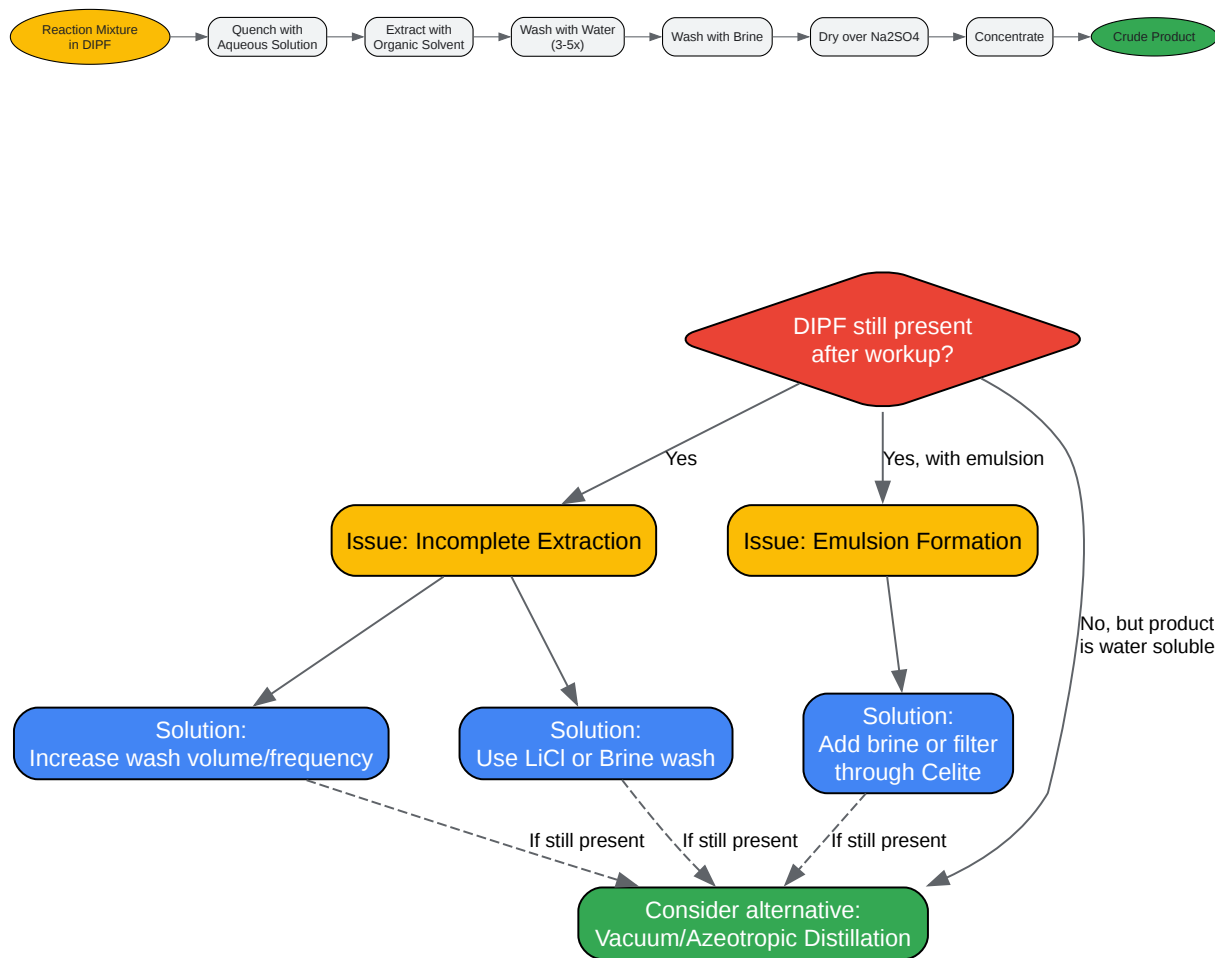 Reaction Mixture
in DIPF
Quench with
Aqueous Solution
Extract with
Organic Solvent
Wash with Water
(3-5x)
Wash with Brine
Dry over Na2SO4
Concentrate
Crude Product
DIPF still present
after workup?
Yes
Yes, with emulsion
Issue: Incomplete Extraction
Issue: Emulsion Formation
No, but product
is water soluble
Solution:
Increase wash volume/frequency
Solution:
Use LiCl or Brine wash
Solution:
Add brine or filter
through Celite
If still present
If still present
If still present
Consider alternative:
Vacuum/Azeotropic Distillation